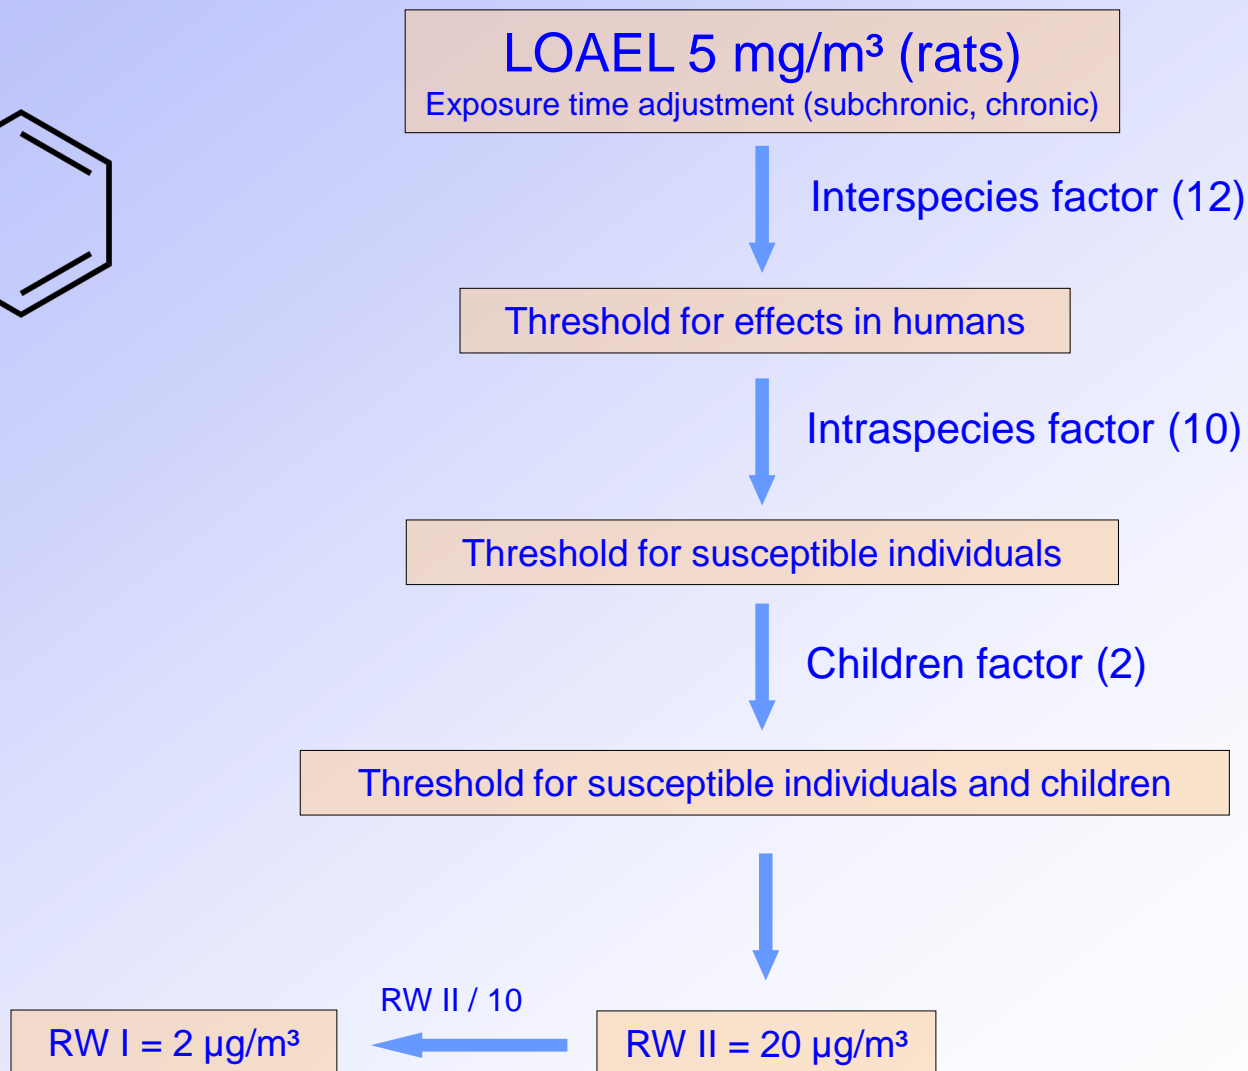 LOAEL 5 mg/m³ (rats)
Exposure time adjustment (subchronic, chronic)
Interspecies factor (12)
Threshold for effects in humans
Intraspecies factor (10)
Threshold for susceptible individuals
Children factor (2)
Threshold for susceptible individuals and children
RW II / 10
RW I = 2 µg/m³
RW II = 20 µg/m³